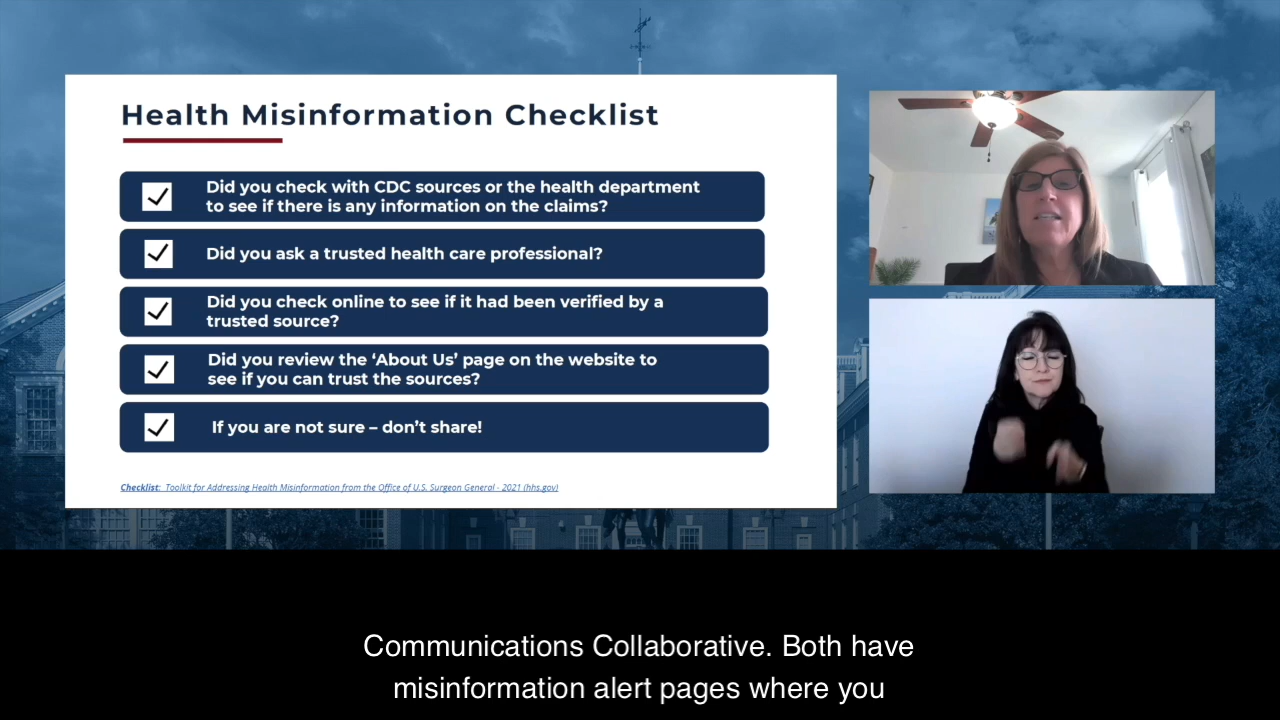 Health Misinformation Checklist
Did you check with CDC sources or the health department
to see if there is any information on the claims?
Did you ask a trusted health care professional?
Did you check online to see if it had been verified by a
trusted source?
Did you review the ‘About Us’ page on the website to
see if you can trust the sources?
If you are not sure – don’t share!
Checklist: Toolkit for Addressing Health Misinformation from the Office of U.S. Surgeon General - 2021 (hhs.gov)
Communications Collaborative. Both have
misinformation alert pages where you